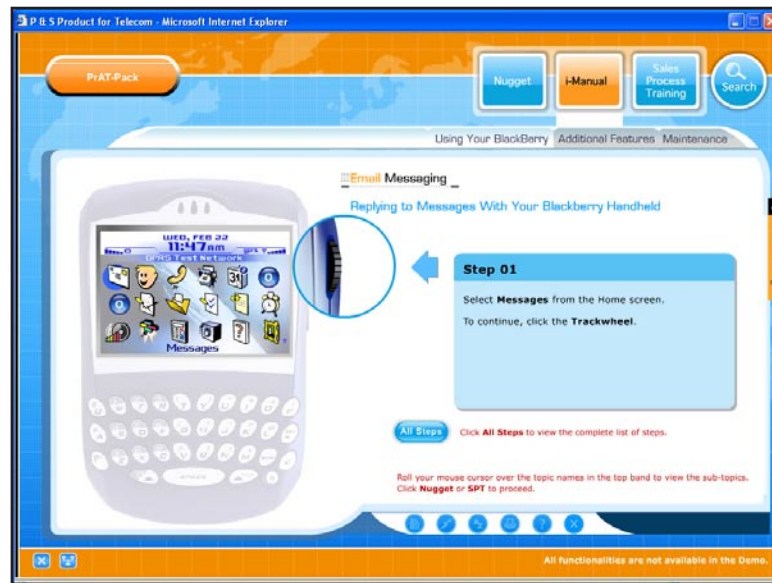 P & S Product for Telecom - Microsoft Internet Explorer
PrAT-Pack
Nugget
i-Manual
Sales
Process
Training
Search
Using Your BlackBerry Additional Features Maintenance
Email Messaging
Replying to Messages With Your Blackberry Handheld
WED, FEB 23
11:47am
GPRS Test Network
31
Messages
Step 01
Select Messages from the Home screen.
To continue, click the Trackwheel.
All Steps
Click All Steps to view the complete list of steps.
Roll your mouse cursor over the topic names in the top band to view the sub-topics.
Click Nugget or SPT to proceed.
All functionalities are not available in the Demo.